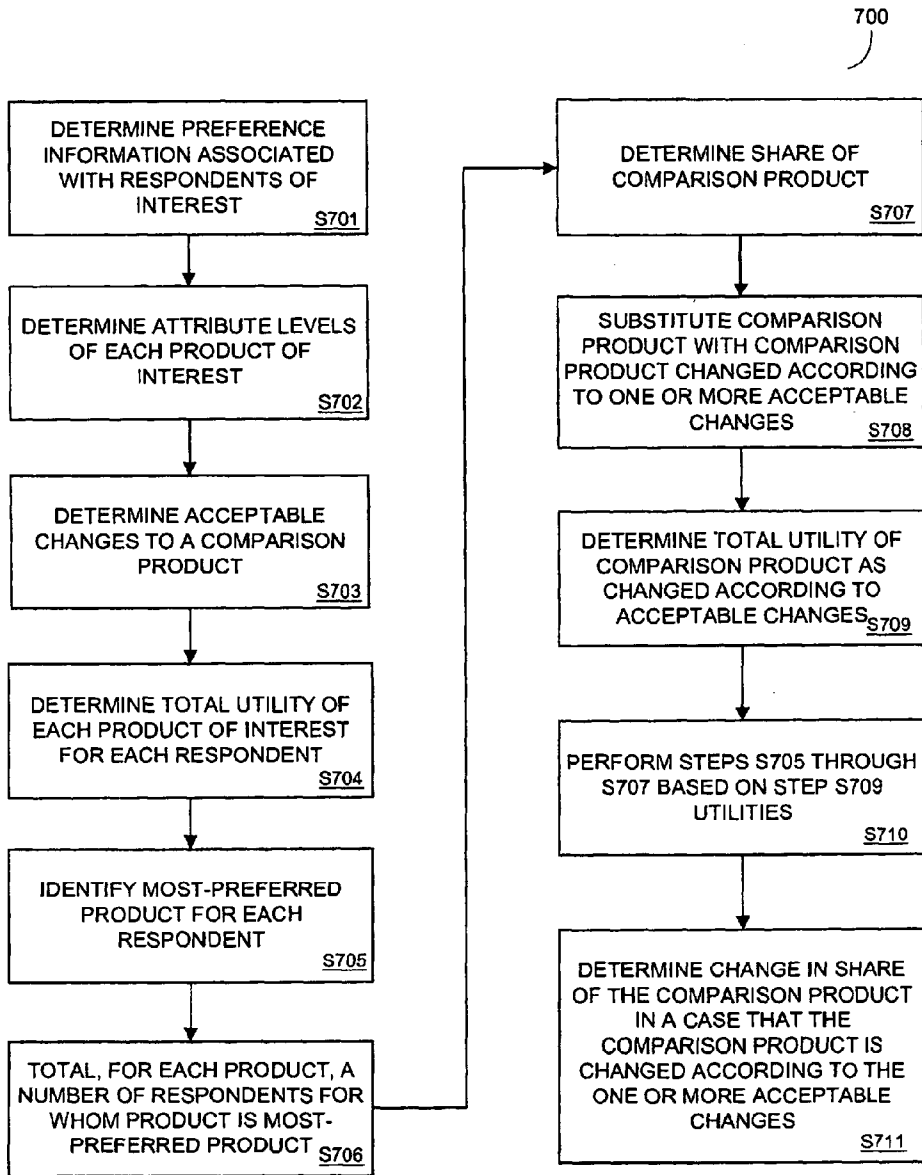 700
DETERMINE PREFERENCE
INFORMATION ASSOCIATED
WITH RESPONDENTS OF
INTEREST
S701
DETERMINE ATTRIBUTE LEVELS
OF EACH PRODUCT OF
INTEREST
S702
DETERMINE ACCEPTABLE
CHANGES TO A COMPARISON
PRODUCT
S703
DETERMINE TOTAL UTILITY OF
EACH PRODUCT OF INTEREST
FOR EACH RESPONDENT
S704
IDENTIFY MOST-PREFERRED
PRODUCT FOR EACH
RESPONDENT
S705
TOTAL, FOR EACH PRODUCT, A
NUMBER OF RESPONDENTS FOR
WHOM PRODUCT IS MOST-
PREFERRED PRODUCT
S706
DETERMINE SHARE OF
COMPARISON PRODUCT
S707
SUBSTITUTE COMPARISON
PRODUCT WITH COMPARISON
PRODUCT CHANGED ACCORDING
TO ONE OR MORE ACCEPTABLE
CHANGES
S708
DETERMINE TOTAL UTILITY OF
COMPARISON PRODUCT AS
CHANGED ACCORDING TO
ACCEPTABLE CHANGES
S709
PERFORM STEPS S705 THROUGH
S707 BASED ON STEP S709
UTILITIES
S710
DETERMINE CHANGE IN SHARE
OF THE COMPARISON PRODUCT
IN A CASE THAT THE
COMPARISON PRODUCT IS
CHANGED ACCORDING TO THE
ONE OR MORE ACCEPTABLE
CHANGES
S711